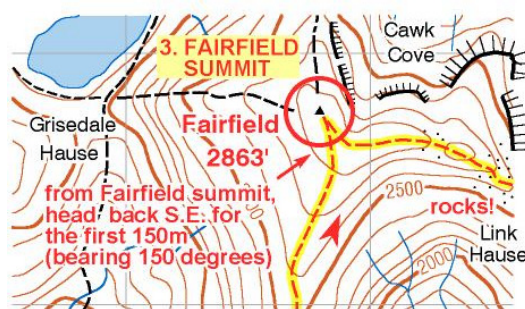 3. FAIRFIELD
SUMMIT
Cawk
Cove
Grisedale
Hause
Fairfield
2863'
from Fairfield summit,
head back S.E. for
the first 150m
(bearing 150 degrees)
2500
rocks!
Link
Hause
2000